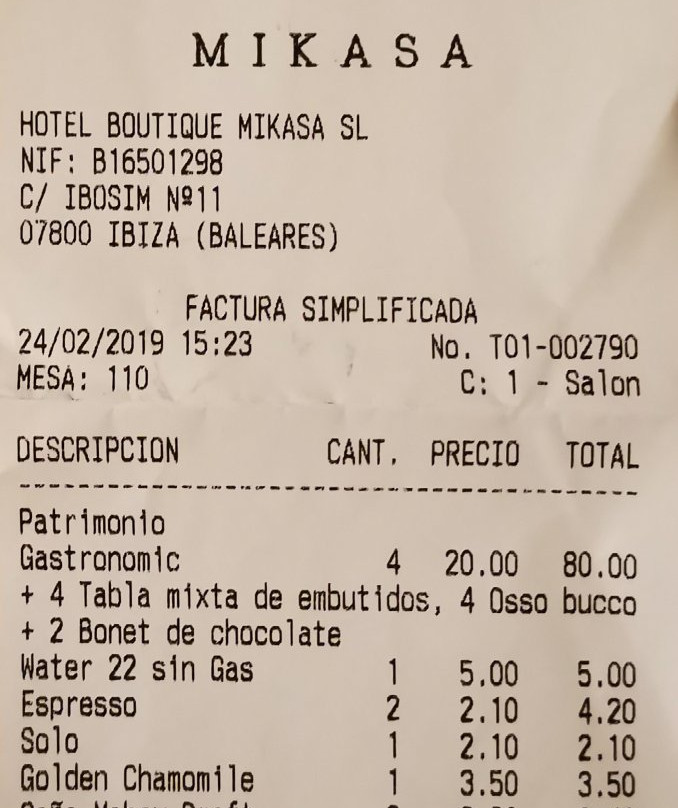 MIKASA
HOTEL BOUTIQUE MIKASA SL
NIF: B16501298
C/ IBOSIM Nº11
07800 IBIZA (BALEARES)
FACTURA SIMPLIFICADA
24/02/2019 15:23 No. T01-002790
MESA: 110 C: 1 - Salon
DESCRIPCION CANT. PRECIO TOTAL
Patrimonio
Gastronomic 4 20.00 80.00
+ 4 Tabla mixta de embutidos, 4 Osso bucco
+ 2 Bonet de chocolate
Water 22 sin Gas 1 5.00 5.00
Espresso 2 2.10 4.20
Solo 1 2.10 2.10
Golden Chamomile 1 3.50 3.50